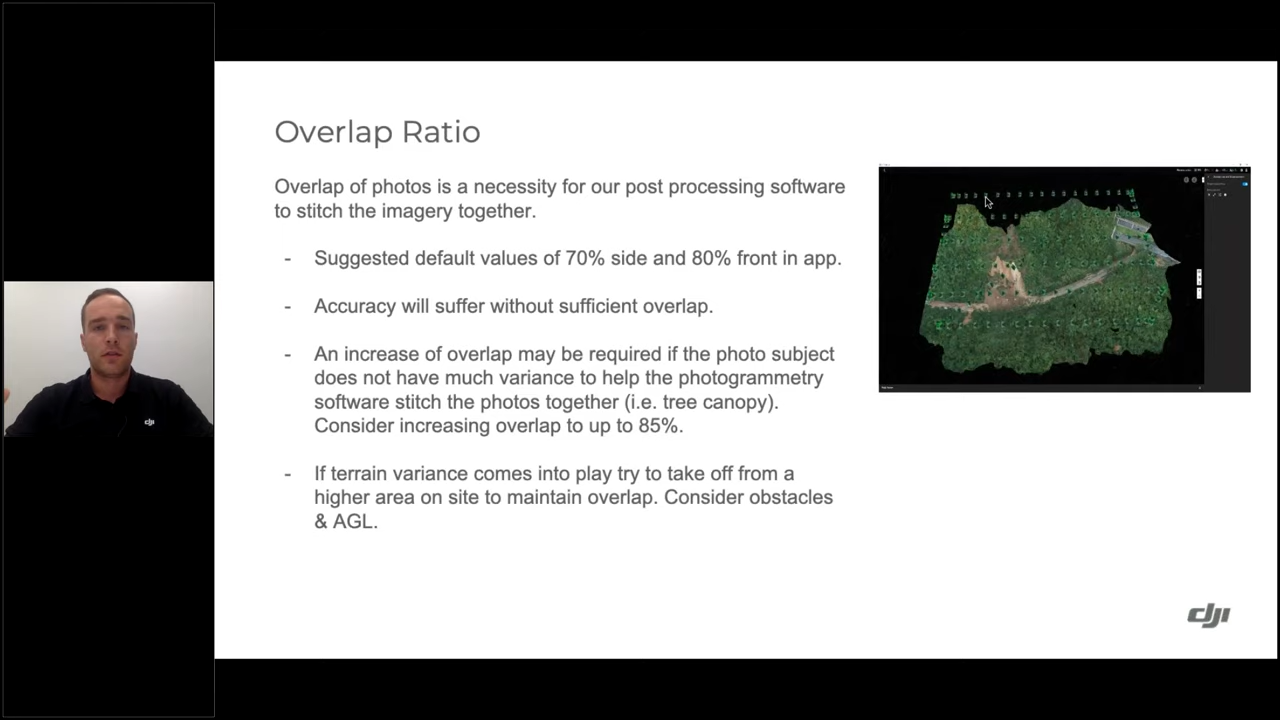 Overlap Ratio
Overlap of photos is a necessity for our post processing software
to stitch the imagery together.
- Suggested default values of 70% side and 80% front in app.
- Accuracy will suffer without sufficient overlap.
- An increase of overlap may be required if the photo subject
does not have much variance to help the photogrammetry
software stitch the photos together (i.e. tree canopy).
Consider increasing overlap to up to 85%.
- If terrain variance comes into play try to take off from a
higher area on site to maintain overlap. Consider obstacles
& AGL.
dji
dji